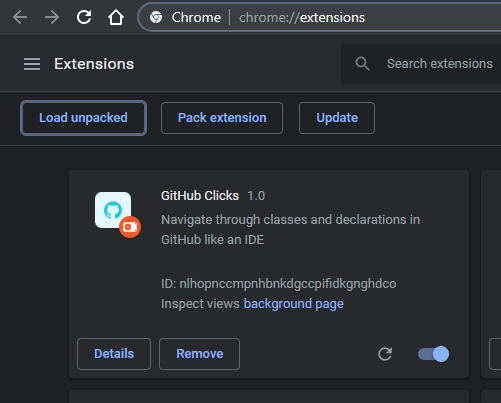 Chrome | chrome://extensions
Extensions
Search extensions
Load unpacked
Pack extension
Update
GitHub Clicks 1.0
Navigate through classes and declarations in
GitHub like an IDE
ID: nlhopnccmpnhbnkdgccpifidkgnghdco
Inspect views background page
Details
Remove